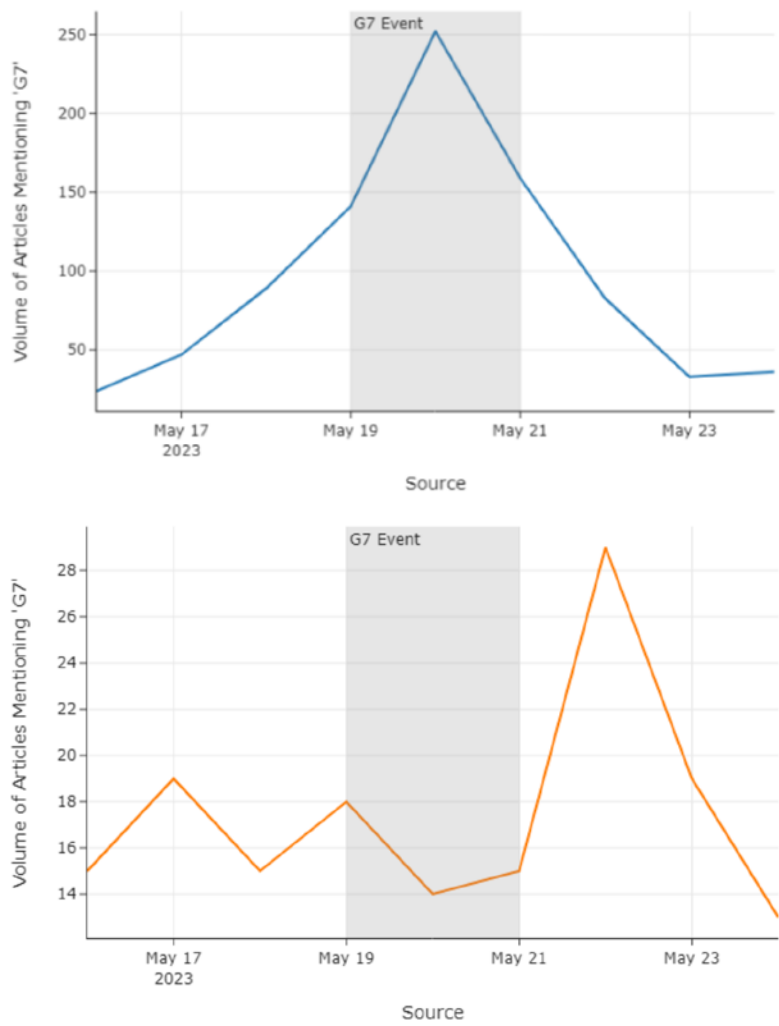 Volume of Articles Mentioning 'G7'
G7 Event
250
200
150
100
50
May 17
2023
May 19
May 21
May 23
Source
Volume of Articles Mentioning 'G7'
G7 Event
28
26
24
22
20
18
16
14
May 17
2023
May 19
May 21
May 23
Source